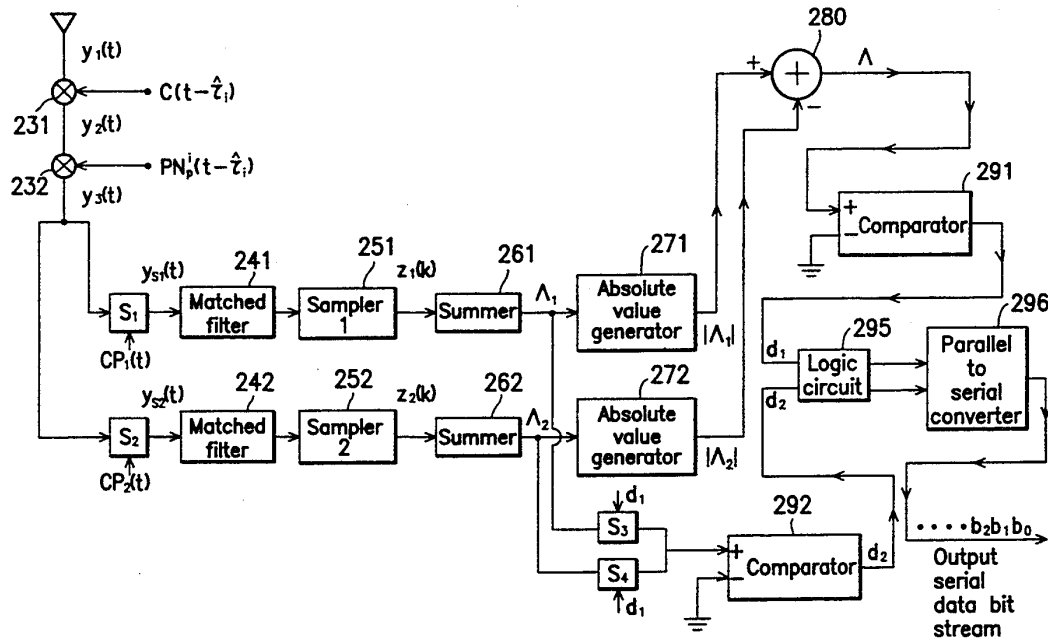 280
y₁(t)
+
+
Λ
−
C(t-τ̂ᵢ)
231
y₂(t)
PNₚⁱ(t-τ̂ᵢ)
232
y₃(t)
291
+
− Comparator
yₛ₁(t)
241
251
z₁(k)
261
271
S₁
Matched filter
Sampler 1
Summer
Λ₁
Absolute value generator
|Λ₁|
CP₁(t)
d₁
295
296
Logic circuit
Parallel to serial converter
d₂
yₛ₂(t)
242
252
z₂(k)
262
272
S₂
Matched filter
Sampler 2
Summer
Λ₂
Absolute value generator
|Λ₂|
CP₂(t)
d₁
S₃
292
+
− Comparator
d₂
S₄
d₁
•••• b₂b₁b₀
Output
serial
data bit
stream